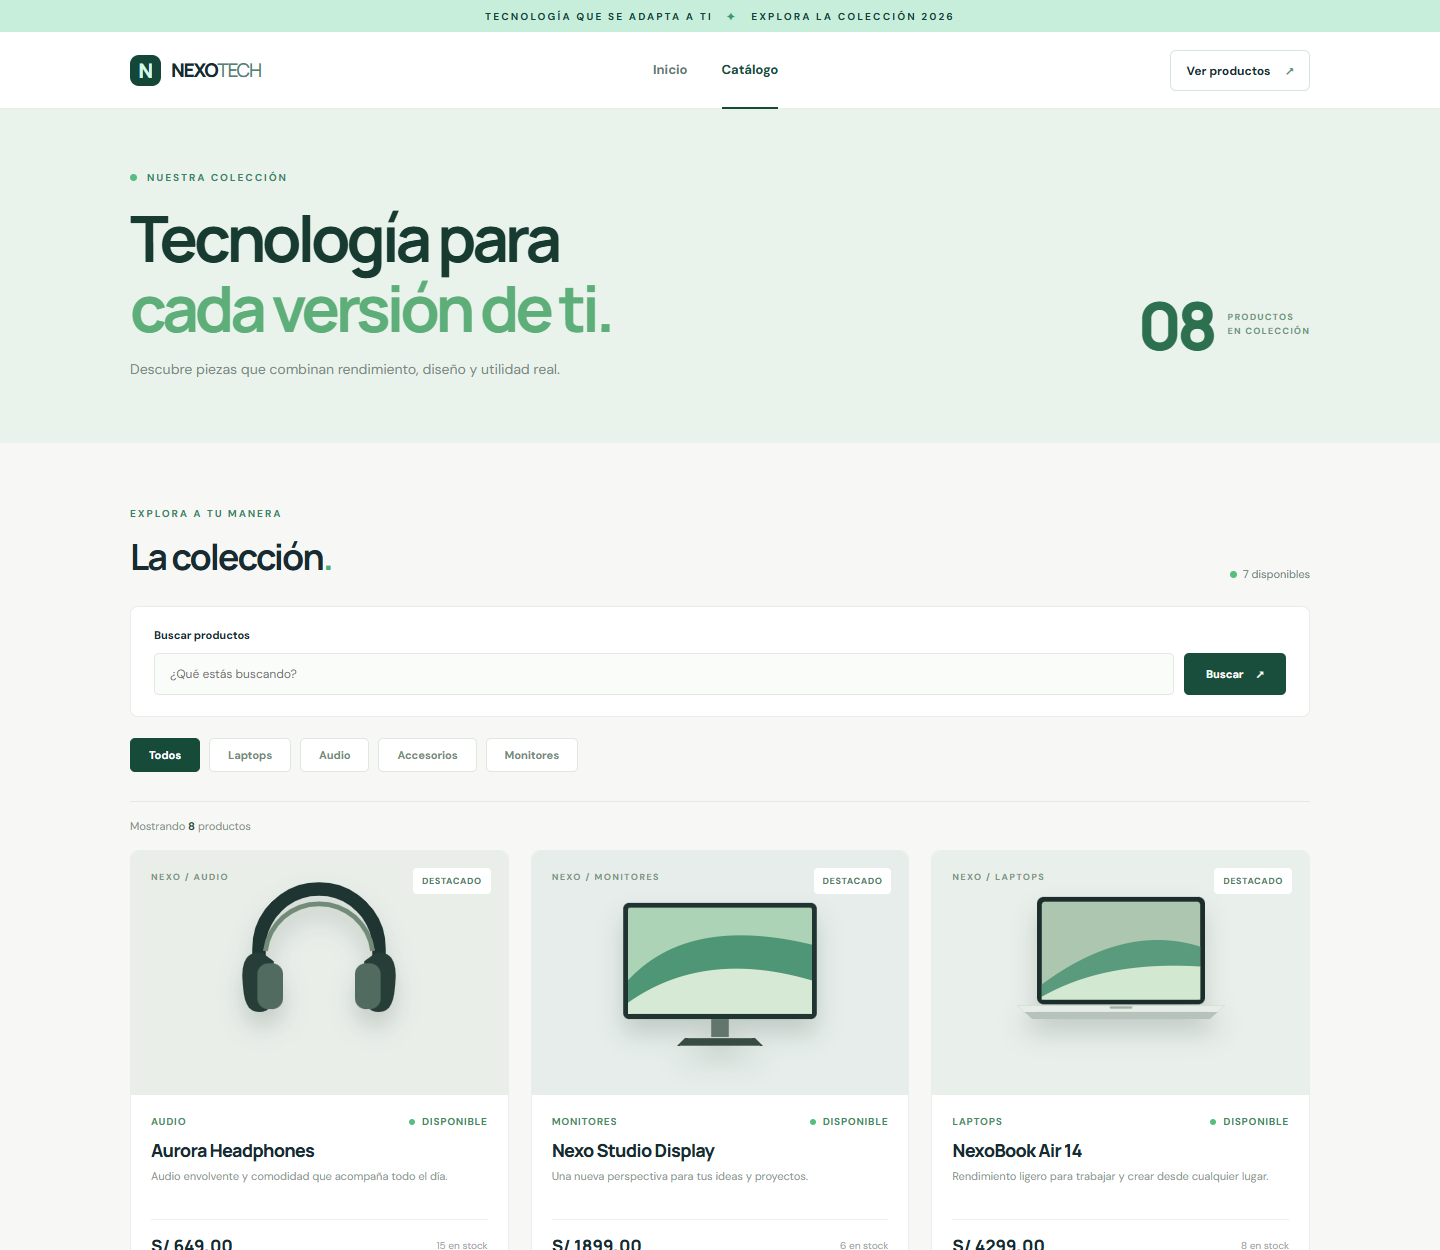 TECNOLOGÍA QUE SE ADAPTA A TI ✦ EXPLORA LA COLECCIÓN 2026
N NEXOTECH
Inicio
Catálogo
Ver productos ↗
NUESTRA COLECCIÓN
Tecnología para
cada versión de ti.
Descubre piezas que combinan rendimiento, diseño y utilidad real.
08
PRODUCTOS
EN COLECCIÓN
EXPLORA A TU MANERA
La colección.
7 disponibles
Buscar productos
¿Qué estás buscando?
Buscar ↗
Todos
Laptops
Audio
Accesorios
Monitores
Mostrando 8 productos
NEXO / AUDIO
DESTACADO
AUDIO
DISPONIBLE
Aurora Headphones
Audio envolvente y comodidad que acompaña todo el día.
S/ 649.00
15 en stock
NEXO / MONITORES
DESTACADO
MONITORES
DISPONIBLE
Nexo Studio Display
Una nueva perspectiva para tus ideas y proyectos.
S/ 1899.00
6 en stock
NEXO / LAPTOPS
DESTACADO
LAPTOPS
DISPONIBLE
NexoBook Air 14
Rendimiento ligero para trabajar y crear desde cualquier lugar.
S/ 4299.00
8 en stock